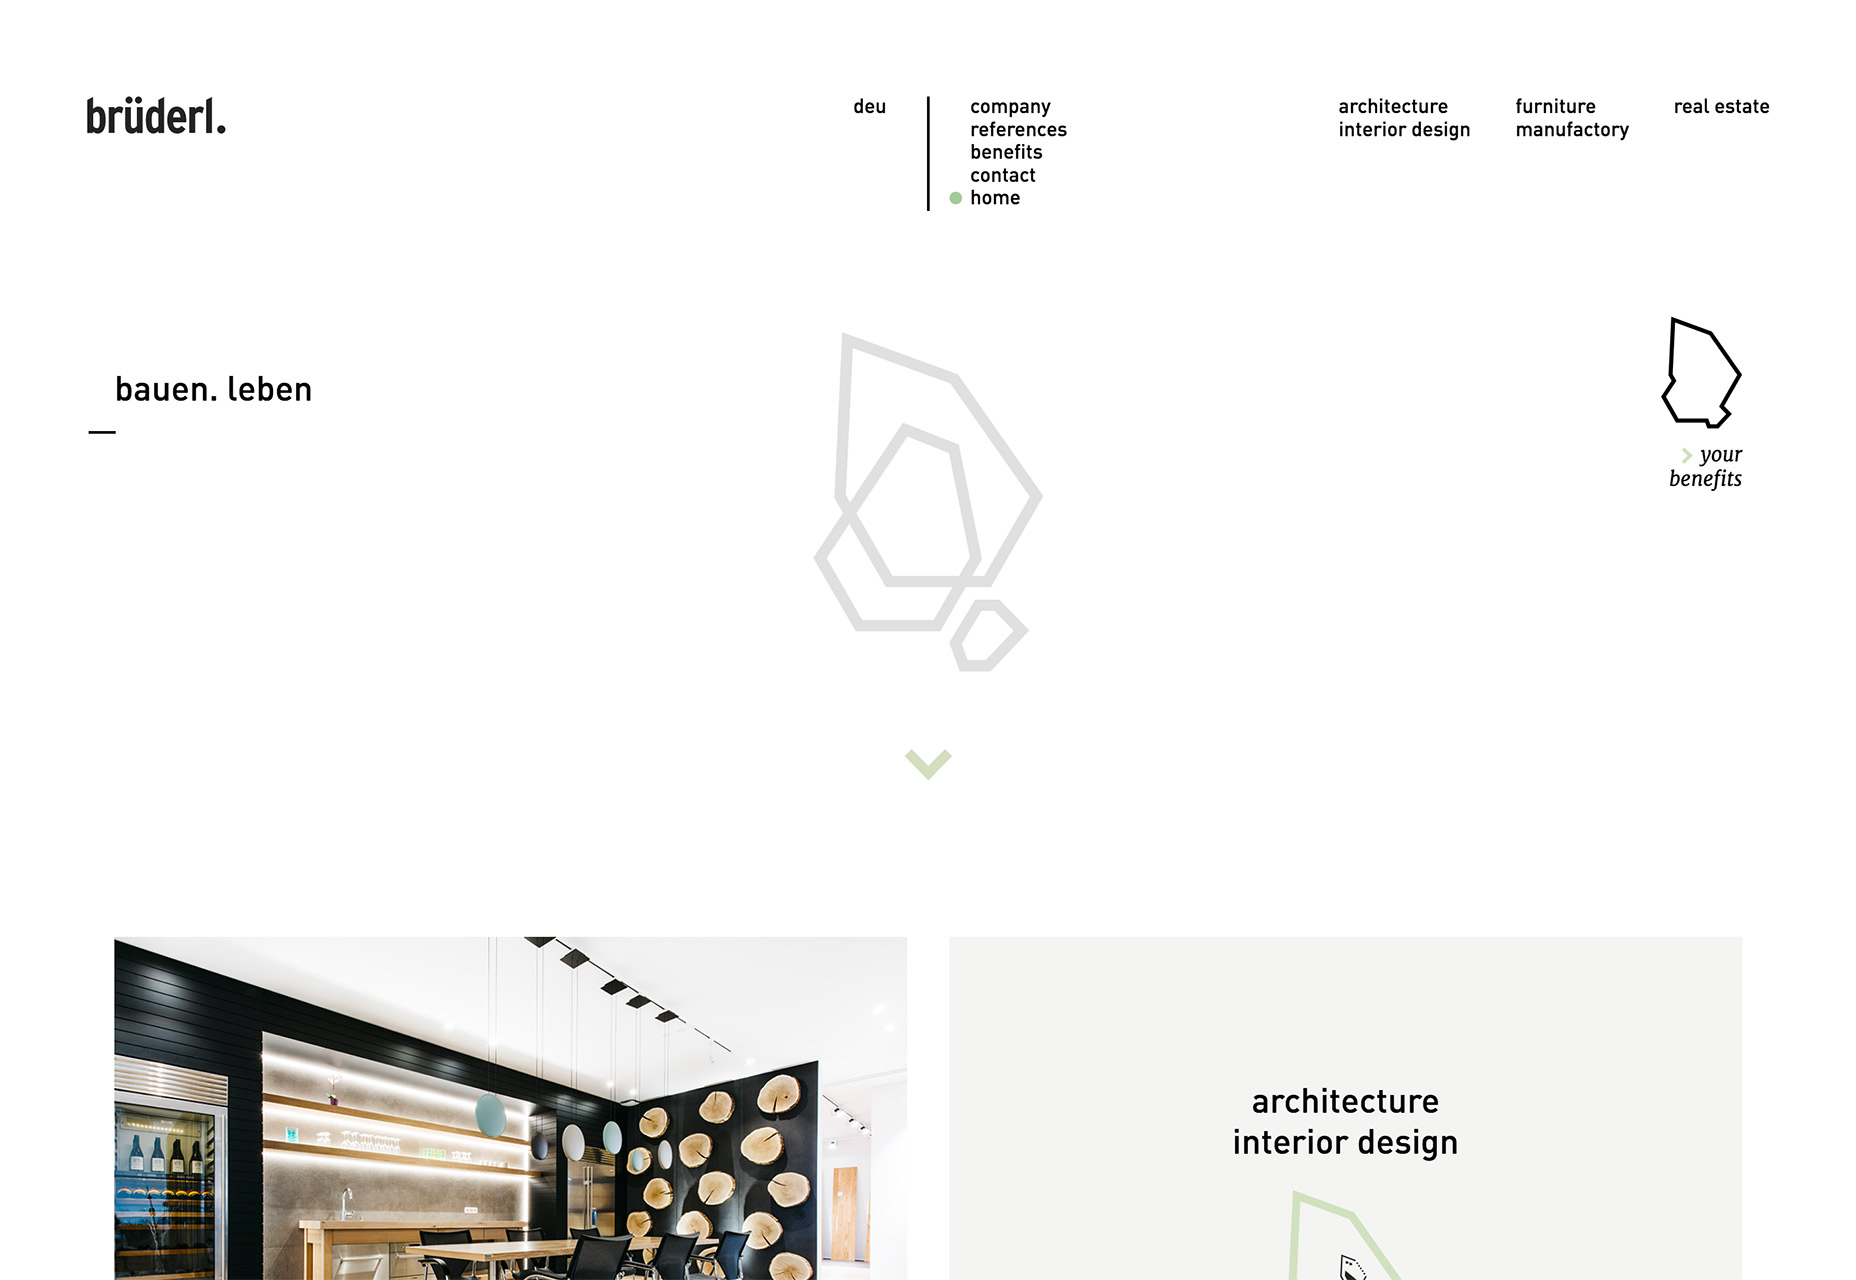 brüderl.
deu
company
references
benefits
contact
home
architecture
interior design
furniture
manufactory
real estate
bauen. leben
your
benefits
architecture
interior design